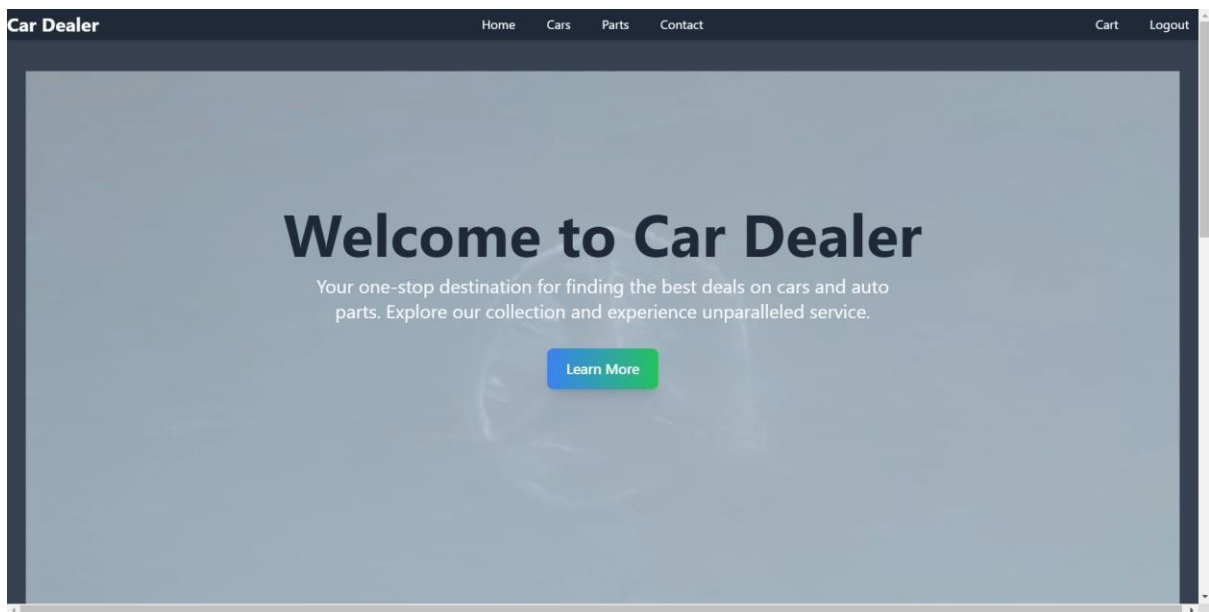 Car Dealer
Home Cars Parts Contact
Cart Logout
Welcome to Car Dealer
Your one-stop destination for finding the best deals on cars and auto
parts. Explore our collection and experience unparalleled service.
Learn More